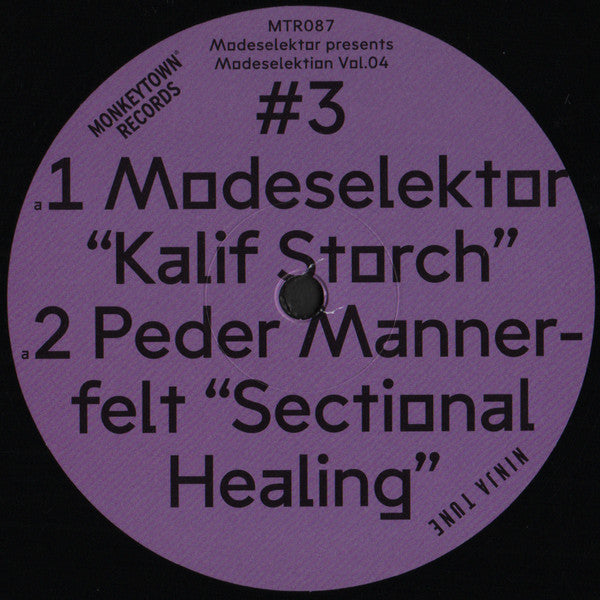 MTR087
Modeselektor presents
Modeselektion Vol.04
MONKEYTOWN®
RECORDS
#3
a1 Modeselektor
“Kalif Storch”
a2 Peder Manner-
felt “Sectional
Healing”
NINJA TUNE